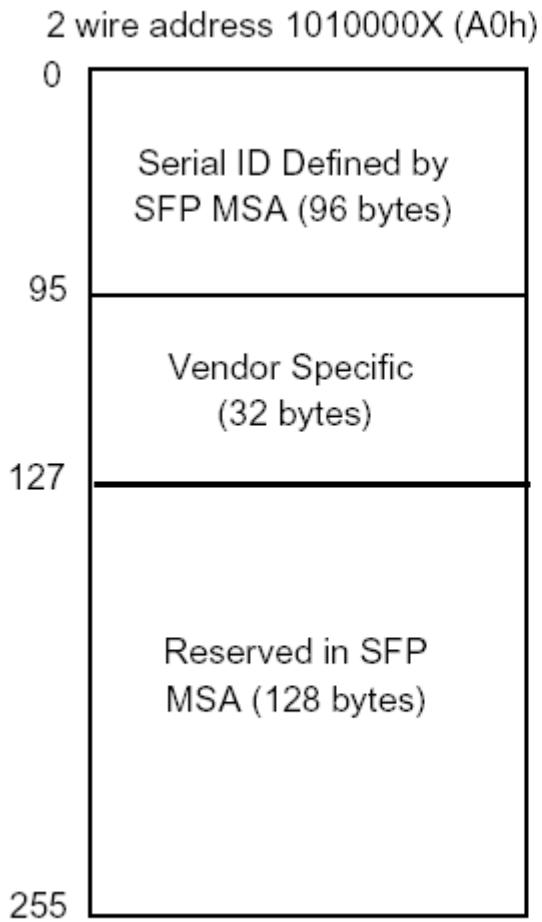 2 wire address 1010000X (A0h)
0
Serial ID Defined by
SFP MSA (96 bytes)
95
Vendor Specific
(32 bytes)
127
Reserved in SFP
MSA (128 bytes)
255